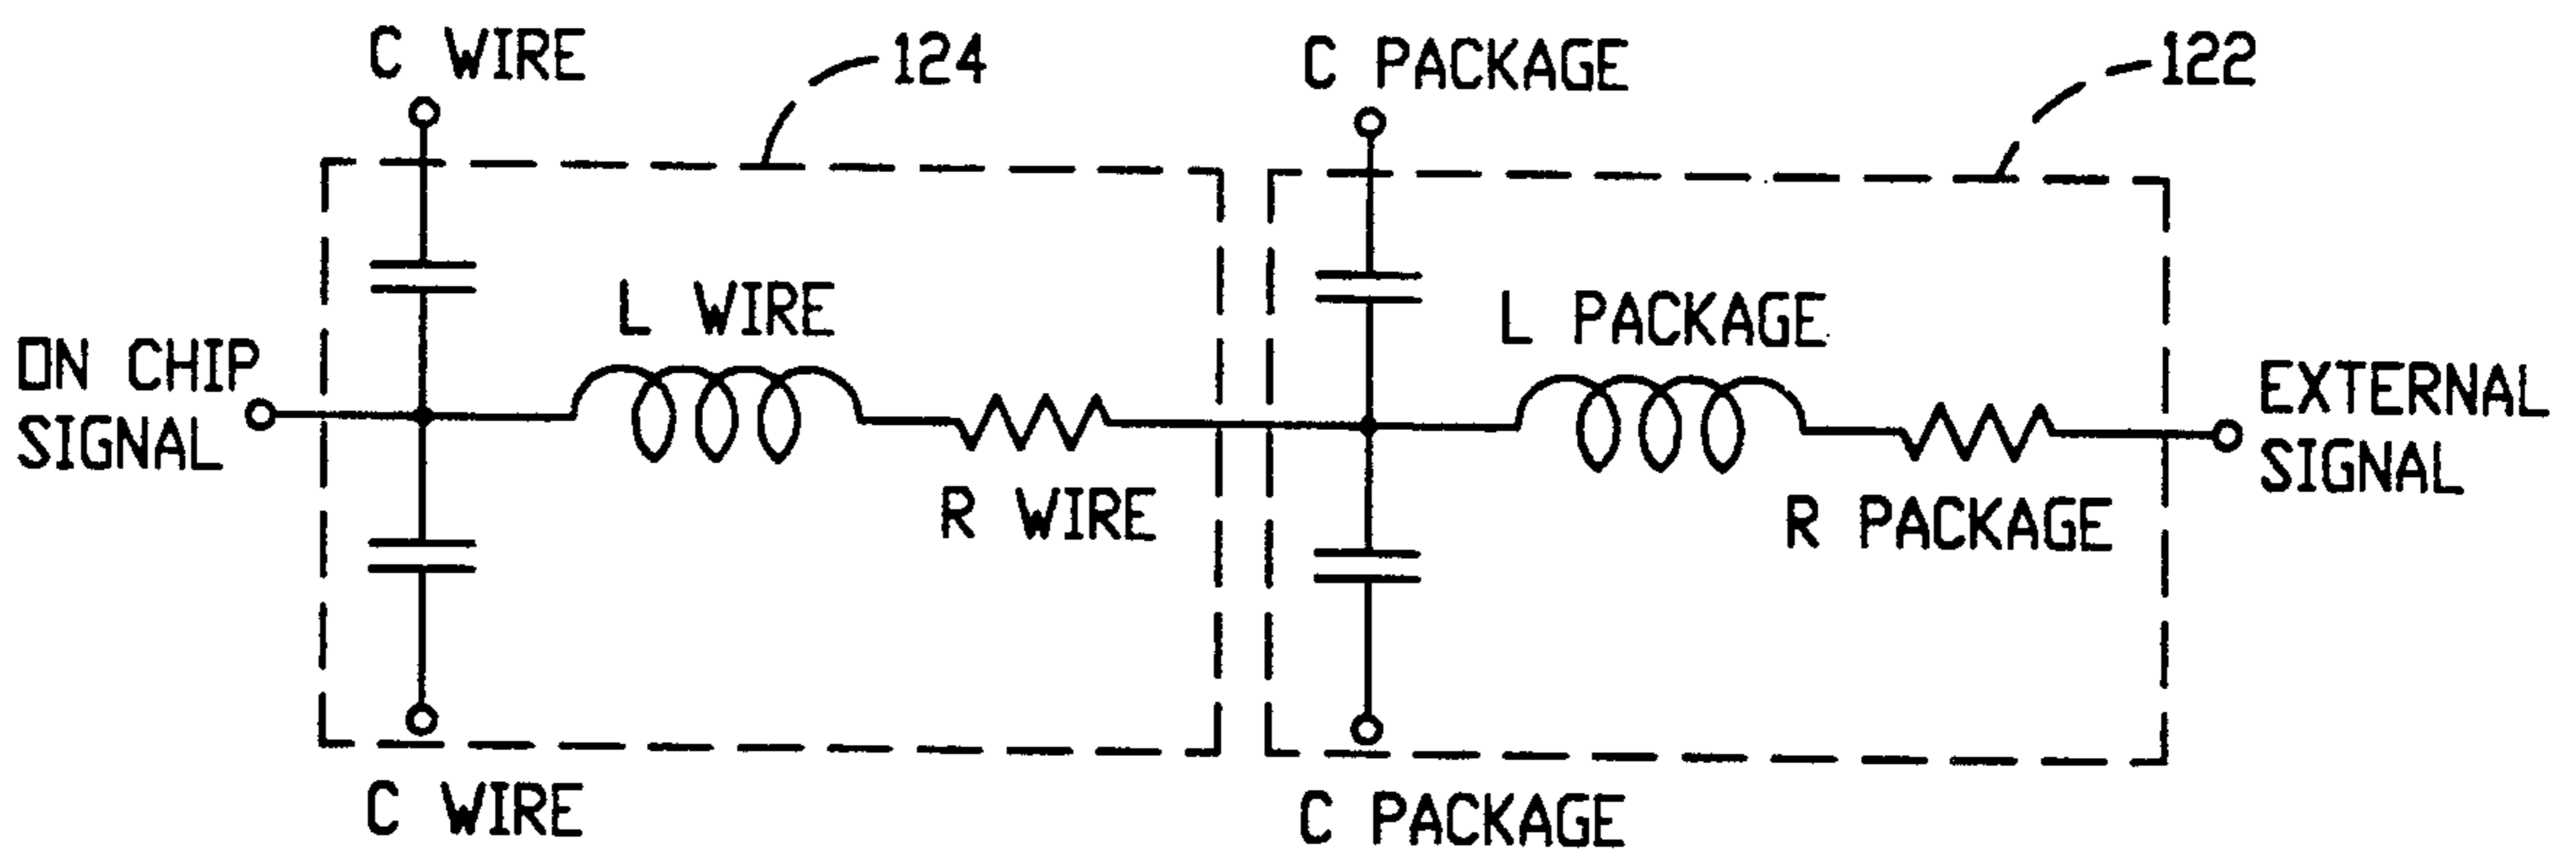 C WIRE
124
C PACKAGE
122
L WIRE
L PACKAGE
ON CHIP
SIGNAL
EXTERNAL
SIGNAL
R WIRE
R PACKAGE
C WIRE
C PACKAGE